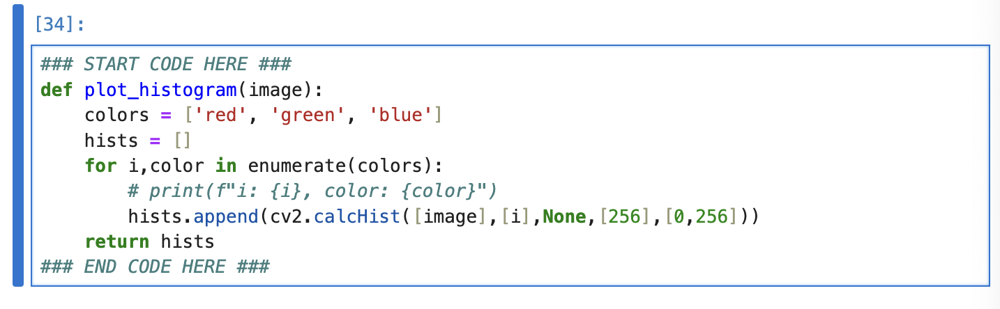 [34]:
### START CODE HERE ###
def plot_histogram(image):
    colors = ['red', 'green', 'blue']
    hists = []
    for i,color in enumerate(colors):
        # print(f"i: {i}, color: {color}")
        hists.append(cv2.calcHist([image],[i],None,[256],[0,256]))
    return hists
### END CODE HERE ###